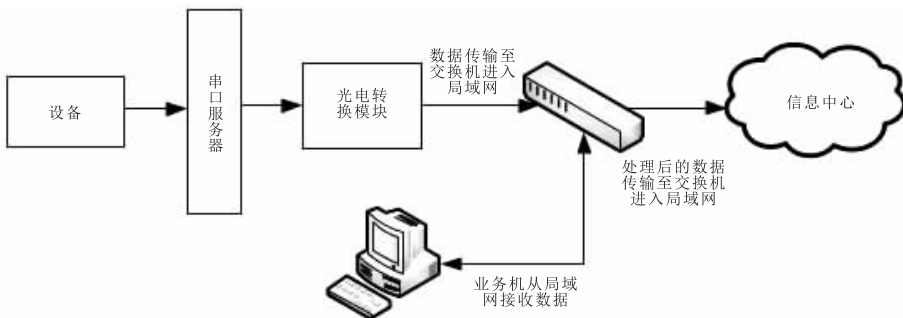 设备
串口服务器
光电转
换模块
数据传输至
交换机进入
局域网
信息中心
处理后的数据
传输至交换机
进入局域网
业务机从局域
网接收数据